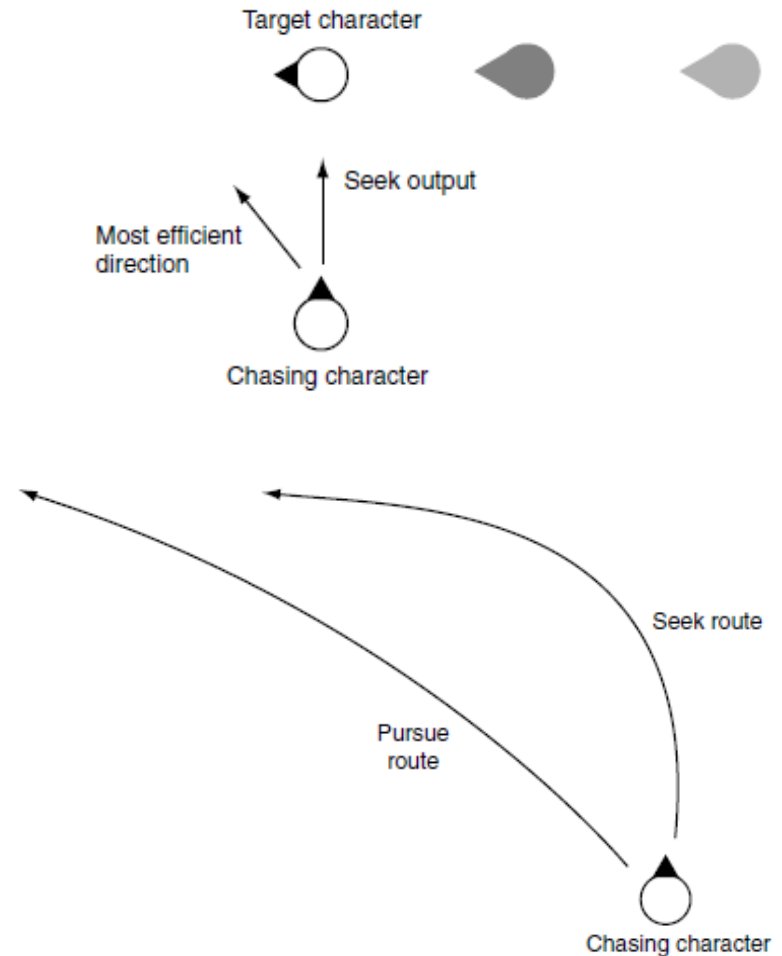 Target character
Seek output
Most efficient
direction
Chasing character
Seek route
Pursue
route
Chasing character